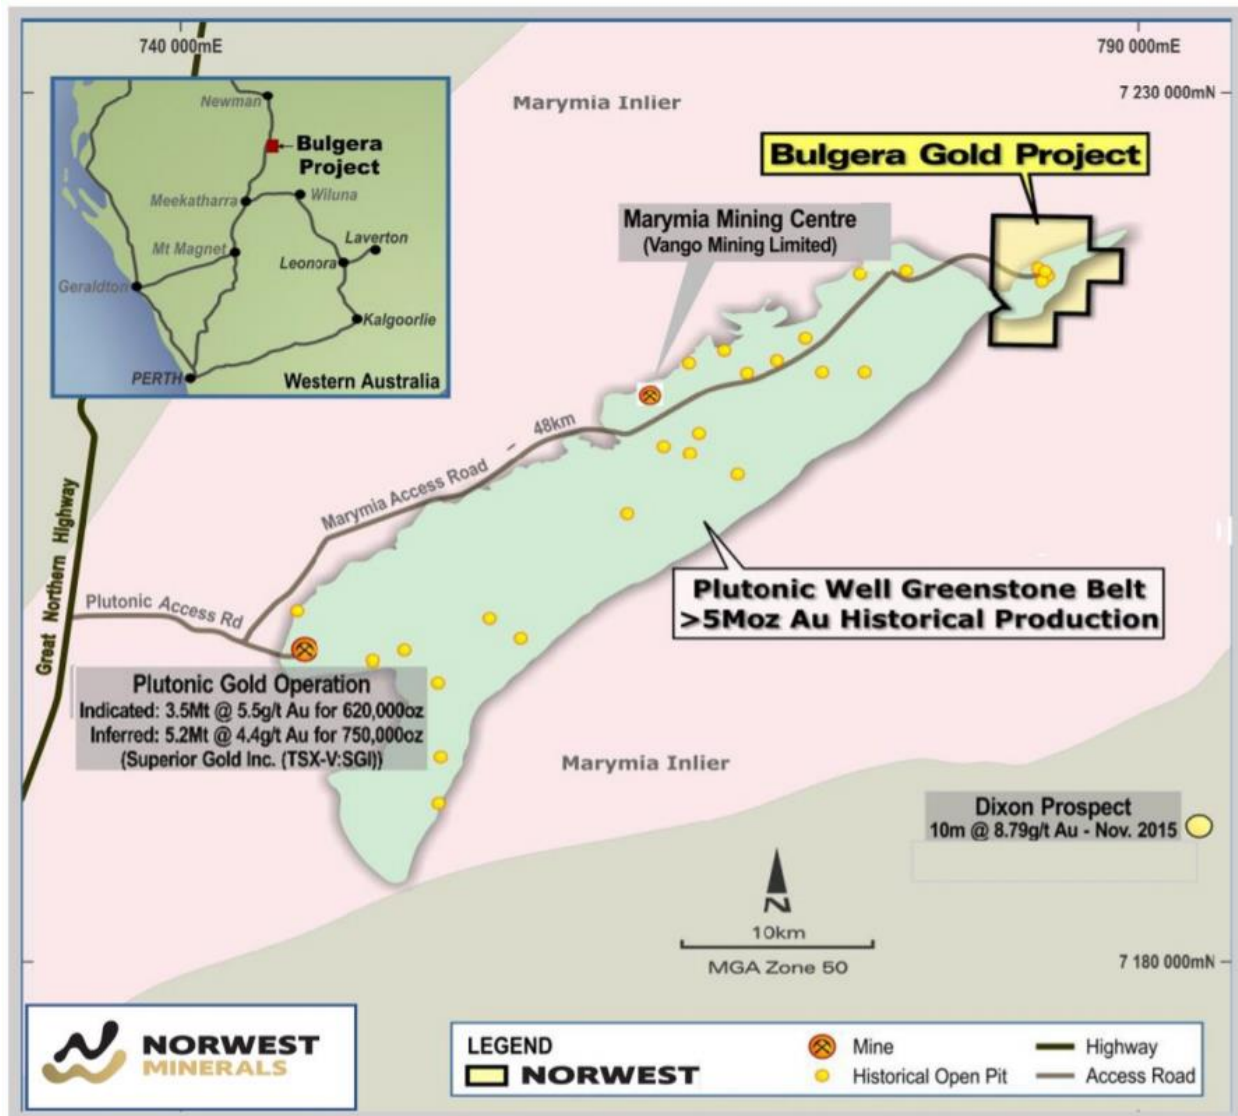 740 000mE
790 000mE
7 230 000mN
Marymia Inlier
Newman
Bulgera
Project
Meekatharra
Wiluna
Mt Magnet
Laverton
Leonora
Geraldton
Kalgoorlie
PERTH
Western Australia
Bulgera Gold Project
Marymia Mining Centre
(Vango Mining Limited)
Marymia Access Road - 48km
Great Northern Highway
Plutonic Access Rd
Plutonic Well Greenstone Belt
>5Moz Au Historical Production
Plutonic Gold Operation
Indicated: 3.5Mt @ 5.5g/t Au for 620,000oz
Inferred: 5.2Mt @ 4.4g/t Au for 750,000oz
(Superior Gold Inc. (TSX-V:SGI))
Marymia Inlier
Dixon Prospect
10m @ 8.79g/t Au - Nov. 2015
N
10km
MGA Zone 50
7 180 000mN
NORWEST
MINERALS
LEGEND
NORWEST
Mine
Historical Open Pit
Highway
Access Road